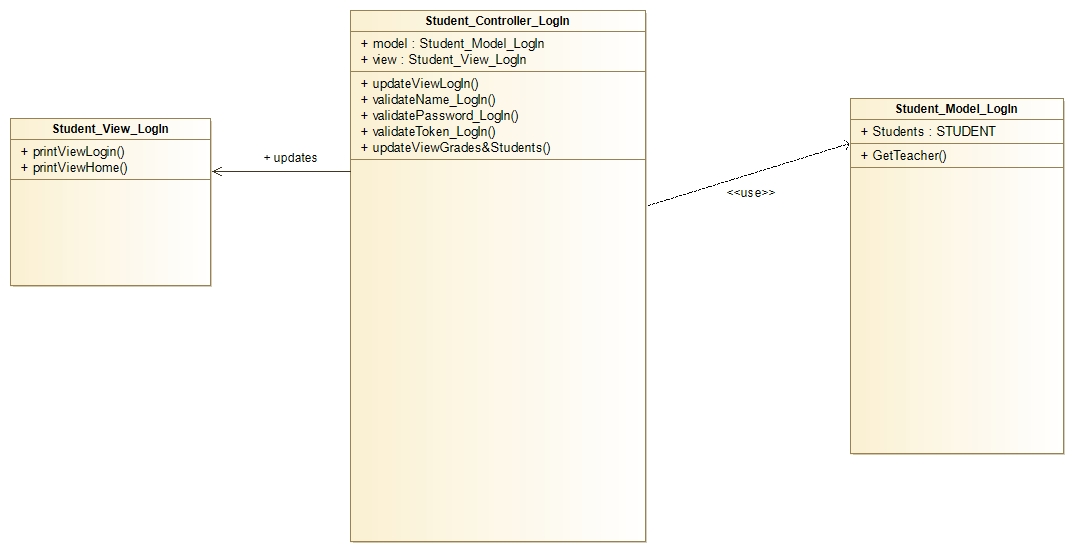 Student_View_LogIn
+ printViewLogin()
+ printViewHome()
+ updates
Student_Controller_LogIn
+ model : Student_Model_LogIn
+ view : Student_View_LogIn
+ updateViewLogIn()
+ validateName_LogIn()
+ validatePassword_LogIn()
+ validateToken_LogIn()
+ updateViewGrades&Students()
<<use>>
Student_Model_LogIn
+ Students : STUDENT
+ GetTeacher()